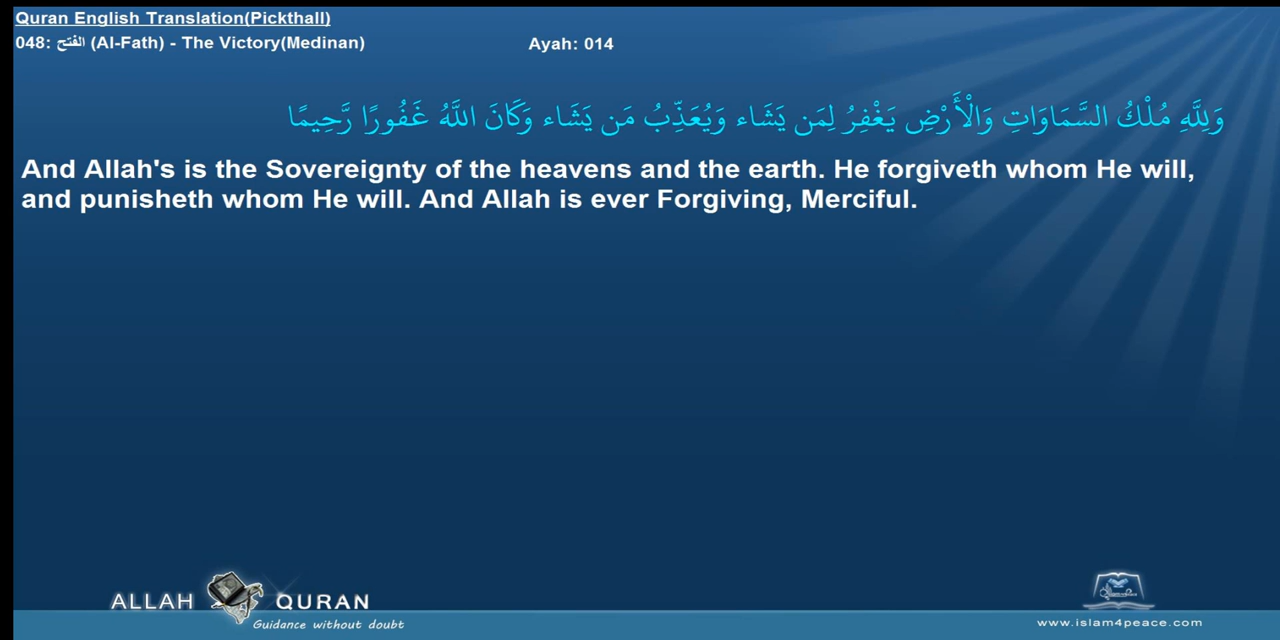 Quran English Translation(Pickthall)
048: الفتح (Al-Fath) - The Victory(Medinan) Ayah: 014
وَلِلَّهِ مُلْكُ السَّمَاوَاتِ وَالْأَرْضِ يَغْفِرُ لِمَن يَشَاء وَيُعَذِّبُ مَن يَشَاء وَكَانَ اللَّهُ غَفُورًا رَّحِيمًا
And Allah's is the Sovereignty of the heavens and the earth. He forgiveth whom He will,
and punisheth whom He will. And Allah is ever Forgiving, Merciful.
ALLAH QURAN
Guidance without doubt
www.islam4peace.com